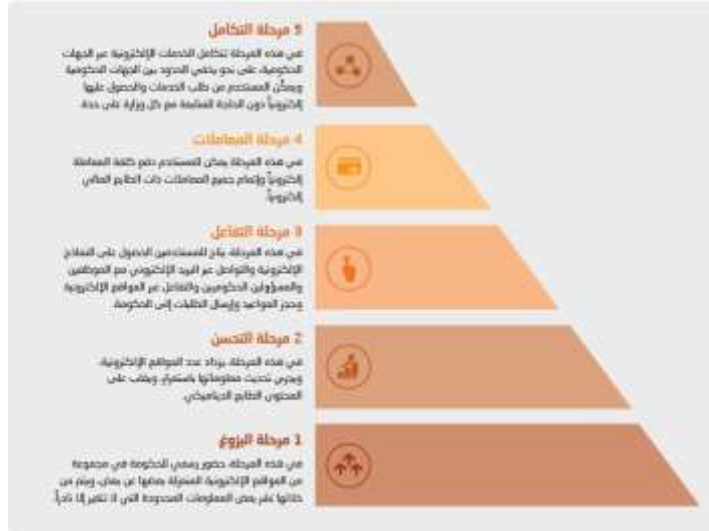 5 مرحلة التكامل
في هذه المرحلة تتكامل الخدمات الإلكترونية عبر الجهات
الحكومية، على نحو يخفي الحدود بين الجهات الحكومية
ويمكّن المستخدم من طلب الخدمات والحصول عليها
إلكترونياً دون الحاجة للمتابعة مع كل وزارة على حدة.
4 مرحلة المعاملات
في هذه المرحلة يمكن للمستخدم دفع كلفة المعاملة
إلكترونياً وإتمام جميع المعاملات ذات الطابع المالي
إلكترونياً.
3 مرحلة التفاعل
في هذه المرحلة، يتاح للمستخدمين الحصول على النماذج
الإلكترونية والتواصل عبر البريد الإلكتروني مع الموظفين
والمسؤولين الحكوميين والتفاعل عبر المواقع الإلكترونية
وحجز المواعيد وإرسال الطلبات إلى الحكومة.
2 مرحلة التحسن
في هذه المرحلة، يزداد عدد المواقع الإلكترونية،
ويجري تحديث معلوماتها باستمرار، ويغلب على
المحتوى الطابع الديناميكي.
1 مرحلة البزوغ
في هذه المرحلة، حضور رسمي للحكومة في مجموعة
من المواقع الإلكترونية المنعزلة بعضها عن بعض، ويتم من
خلالها نشر بعض المعلومات المحدودة التي لا تتغير إلا نادراً.